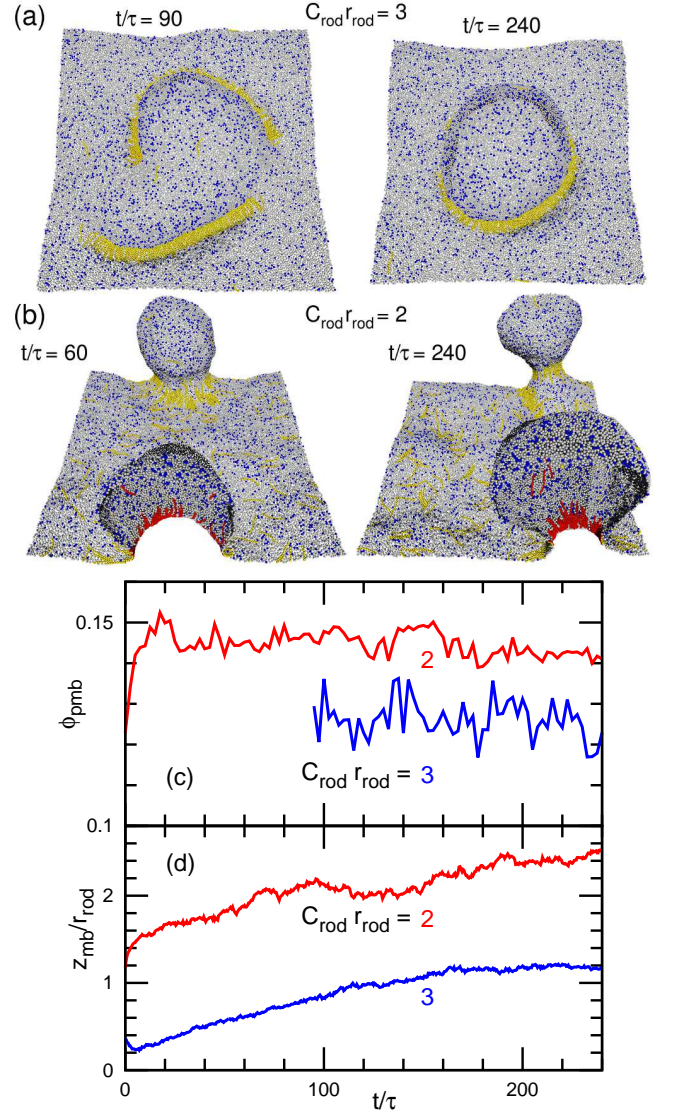 (a)
t/τ = 90
C_rod r_rod = 3
t/τ = 240
(b)
C_rod r_rod = 2
t/τ = 60
t/τ = 240
0.15
2
ϕ_pmb
(c)
C_rod r_rod = 3
0.1
(d)
2
C_rod r_rod = 2
z_mb/r_rod
1
3
0
0
100
200
t/τ